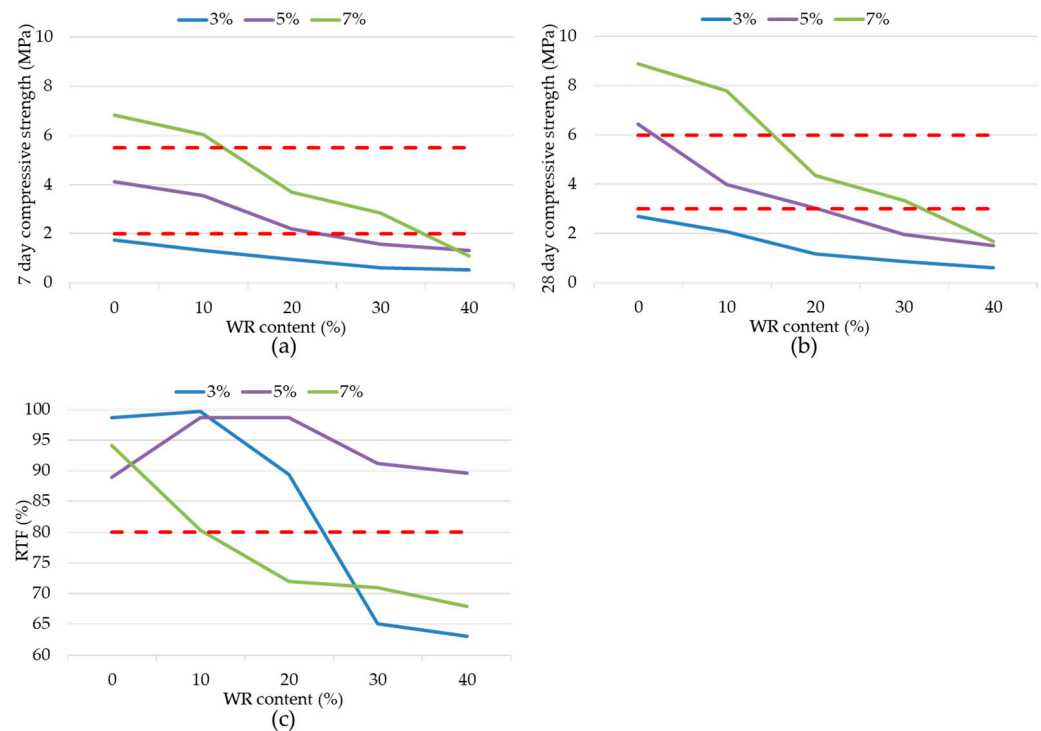 3% 5% 7%
7 day compressive strength (MPa)
10
8
6
4
2
0
0 10 20 30 40
WR content (%)
(a)
3% 5% 7%
28 day compressive strength (MPa)
10
8
6
4
2
0
0 10 20 30 40
WR content (%)
(b)
3% 5% 7%
RTF (%)
100
95
90
85
80
75
70
65
60
0 10 20 30 40
WR content (%)
(c)